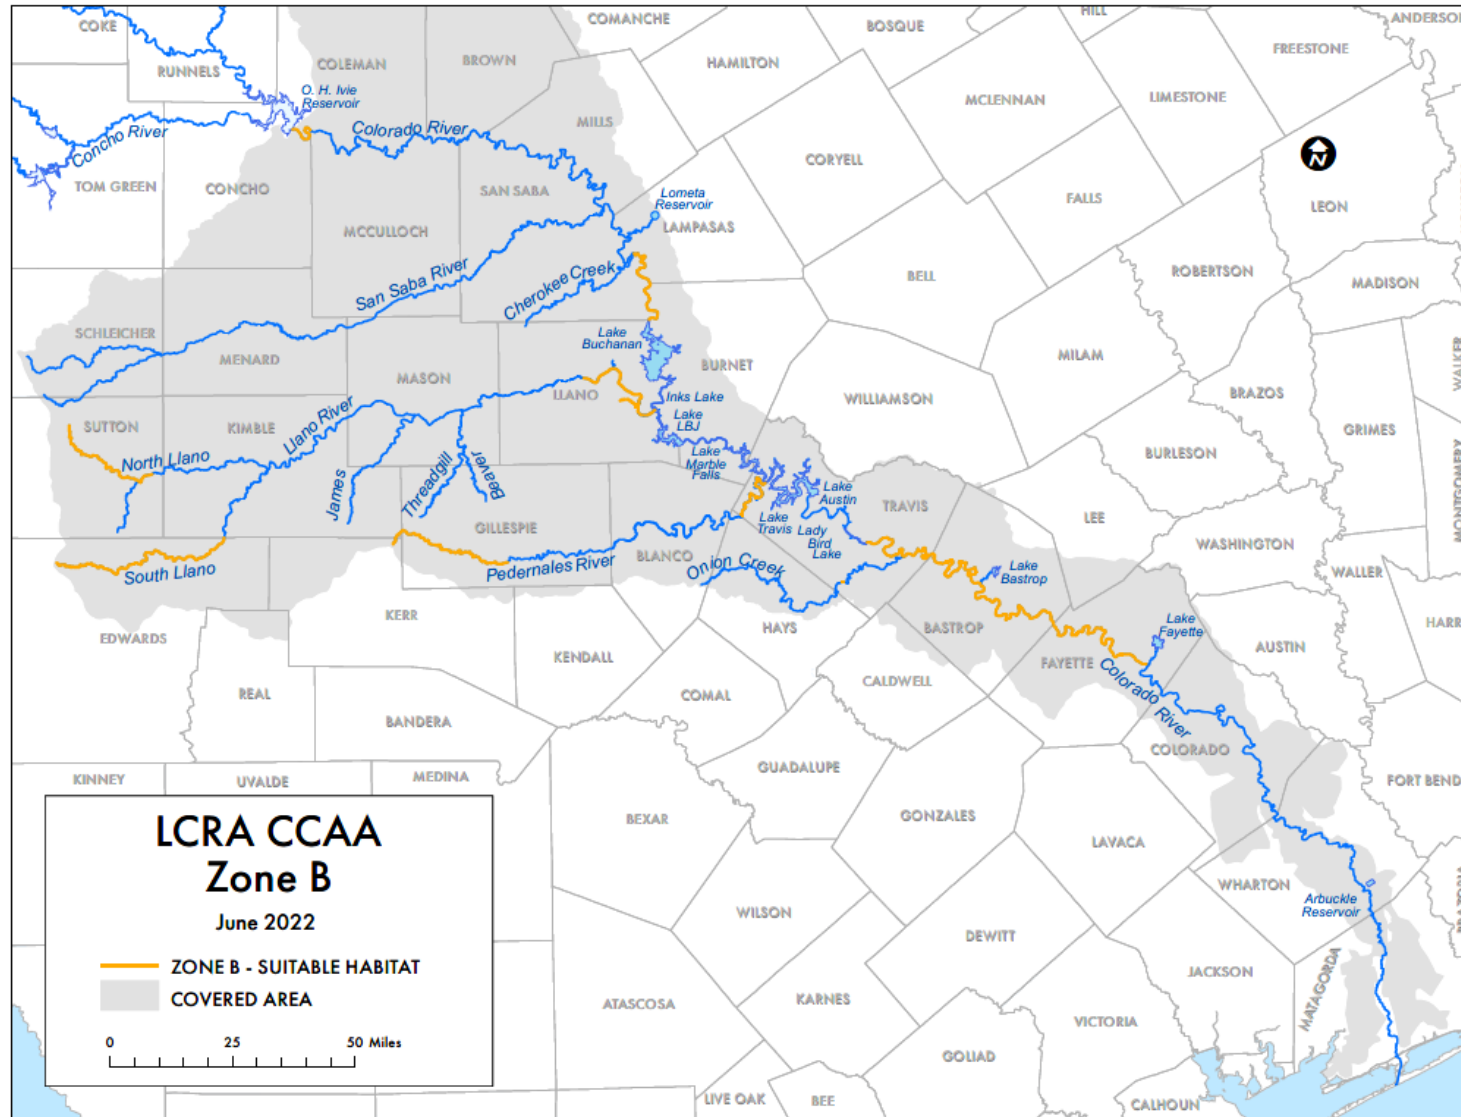 COKE
COMANCHE
BOSQUE
HILL
ANDERSON
RUNNELS
COLEMAN
BROWN
HAMILTON
FREESTONE
O. H. Ivie
Reservoir
MCLENNAN
LIMESTONE
Concho River
Colorado River
MILLS
CORYELL
N
TOM GREEN
CONCHO
SAN SABA
Lometa
Reservoir
FALLS
LEON
MCCULLOCH
LAMPASAS
San Saba River
Cherokee Creek
BELL
ROBERTSON
MADISON
SCHLEICHER
MENARD
Lake
Buchanan
BURNET
MILAM
WALKER
MASON
LLANO
Inks Lake
WILLIAMSON
BRAZOS
SUTTON
KIMBLE
Llano River
Lake
LBJ
GRIMES
North Llano
James
Threadgill
Beaver
Lake
Marble
Falls
BURLESON
MONTGOMERY
Lake
Austin
TRAVIS
LEE
GILLESPIE
Lake
Travis
Lady
Bird
Lake
WASHINGTON
South Llano
Pedernales River
BLANCO
Onion Creek
Lake
Bastrop
WALLER
EDWARDS
KERR
HAYS
BASTROP
Lake
Fayette
AUSTIN
HARR
KENDALL
FAYETTE
REAL
COMAL
CALDWELL
Colorado River
BANDERA
COLORADO
KINNEY
UVALDE
MEDINA
GUADALUPE
FORT BEND
GONZALES
BEXAR
LAVACA
LCRA CCAA
Zone B
June 2022
ZONE B - SUITABLE HABITAT
COVERED AREA
0 25 50 Miles
WHARTON
Arbuckle
Reservoir
BRAZORIA
WILSON
DEWITT
MATAGORDA
JACKSON
ATASCOSA
KARNES
VICTORIA
GOLIAD
LIVE OAK
BEE
CALHOUN